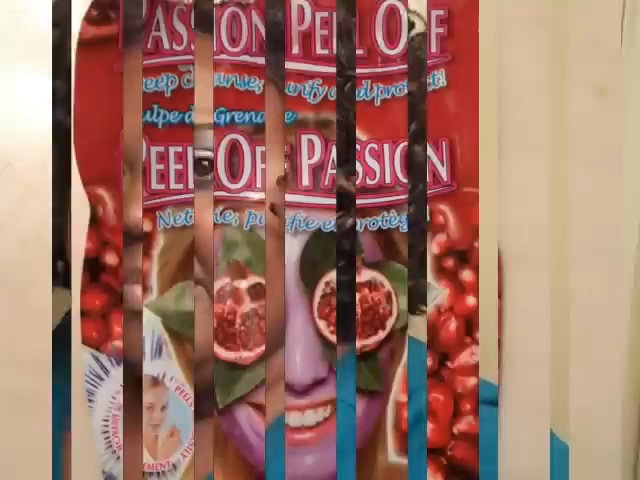 PASSION PEEL OFF
Deep cleanse, purify and protect!
Pulpe de Grenade
PEEL OFF PASSION
Nettoie, purifie et protège